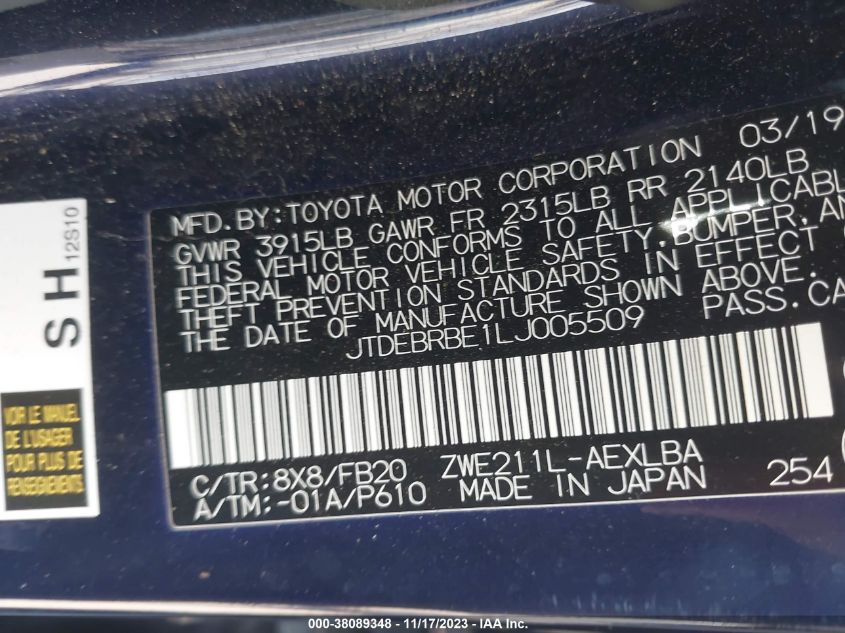 MFD.BY:TOYOTA MOTOR CORPORATION 03/19
GVWR 3915LB GAWR FR 2315LB RR 2140LB
THIS VEHICLE CONFORMS TO ALL APPLICABL
FEDERAL MOTOR VEHICLE SAFETY,BUMPER,AN
THEFT PREVENTION STANDARDS IN EFFECT
THE DATE OF MANUFACTURE SHOWN ABOVE.
JTDEBRBE1LJ005509 PASS.CA
C/TR:8X8/FB20 ZWE211L-AEXLBA
A/TM:-01A/P610 MADE IN JAPAN 254
SH
12S10
VOIR LE MANUEL
DE L'USAGER
POUR PLUS DE
RENSEIGNEMENTS
000-38089348 - 11/17/2023 - IAA Inc.